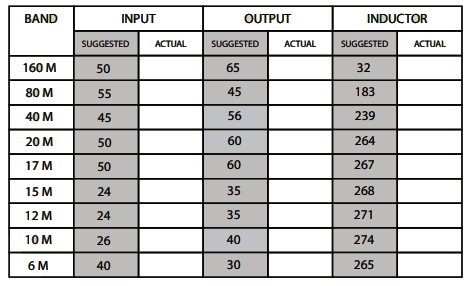 BAND INPUT OUTPUT INDUCTOR
SUGGESTED ACTUAL SUGGESTED ACTUAL SUGGESTED ACTUAL
160 M 50 65 32
80 M 55 45 183
40 M 45 56 239
20 M 50 60 264
17 M 50 60 267
15 M 24 35 268
12 M 24 35 271
10 M 26 40 274
6 M 40 30 265